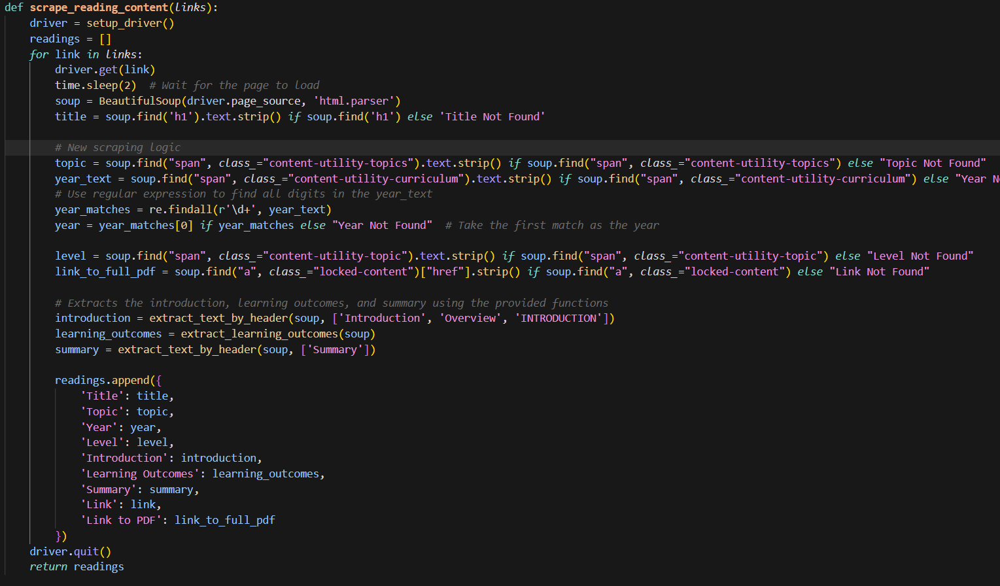 def scrape_reading_content(links):
    driver = setup_driver()
    readings = []
    for link in links:
        driver.get(link)
        time.sleep(2)  # Wait for the page to load
        soup = BeautifulSoup(driver.page_source, 'html.parser')
        title = soup.find('h1').text.strip() if soup.find('h1') else 'Title Not Found'

        # New scraping logic
        topic = soup.find("span", class_="content-utility-topics").text.strip() if soup.find("span", class_="content-utility-topics") else "Topic Not Found"
        year_text = soup.find("span", class_="content-utility-curriculum").text.strip() if soup.find("span", class_="content-utility-curriculum") else "Year N
        # Use regular expression to find all digits in the year_text
        year_matches = re.findall(r'\d+', year_text)
        year = year_matches[0] if year_matches else "Year Not Found"  # Take the first match as the year

        level = soup.find("span", class_="content-utility-topic").text.strip() if soup.find("span", class_="content-utility-topic") else "Level Not Found"
        link_to_full_pdf = soup.find("a", class_="locked-content")["href"].strip() if soup.find("a", class_="locked-content") else "Link Not Found"

        # Extracts the introduction, learning outcomes, and summary using the provided functions
        introduction = extract_text_by_header(soup, ['Introduction', 'Overview', 'INTRODUCTION'])
        learning_outcomes = extract_learning_outcomes(soup)
        summary = extract_text_by_header(soup, ['Summary'])

        readings.append({
            'Title': title,
            'Topic': topic,
            'Year': year,
            'Level': level,
            'Introduction': introduction,
            'Learning Outcomes': learning_outcomes,
            'Summary': summary,
            'Link': link,
            'Link to PDF': link_to_full_pdf
        })
    driver.quit()
    return readings